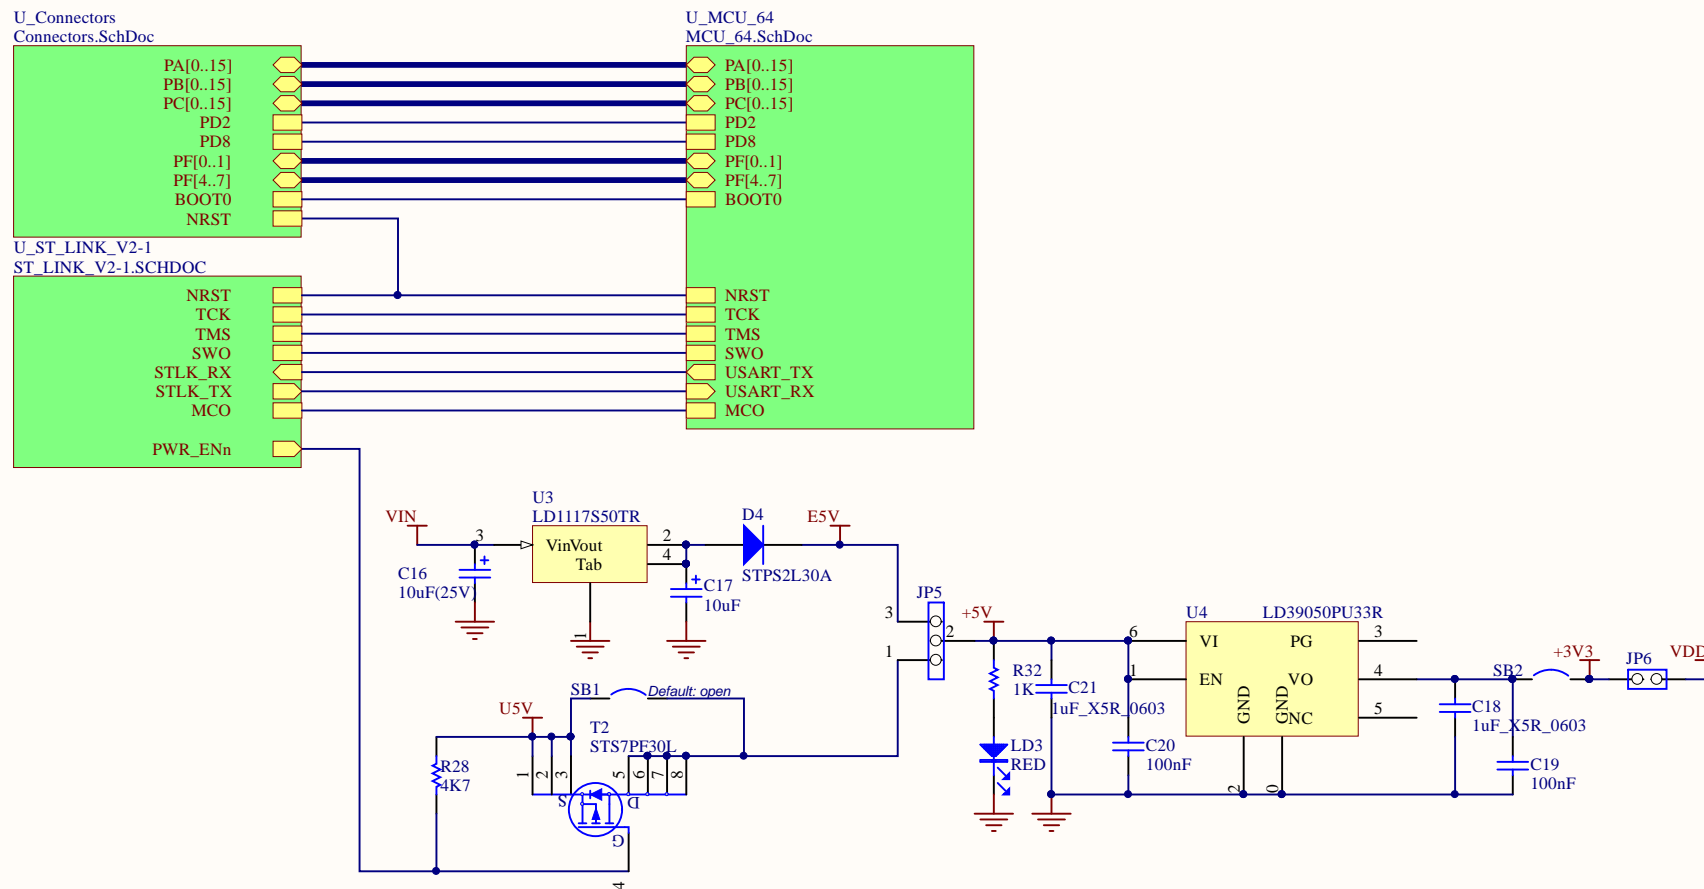 U_Connectors
Connectors.SchDoc
PA[0..15]
PB[0..15]
PC[0..15]
PD2
PD8
PF[0..1]
PF[4..7]
BOOT0
NRST
U_MCU_64
MCU_64.SchDoc
PA[0..15]
PB[0..15]
PC[0..15]
PD2
PD8
PF[0..1]
PF[4..7]
BOOT0
NRST
TCK
TMS
SWO
USART_TX
USART_RX
MCO
U_ST_LINK_V2-1
ST_LINK_V2-1.SCHDOC
NRST
TCK
TMS
SWO
STLK_RX
STLK_TX
MCO
PWR_ENn
VIN
3
C16
10uF(25V)
+
U3
LD1117S50TR
VinVout
Tab
2
4
1
+
C17
10uF
D4
STPS2L30A
E5V
JP5
3
2
1
+5V
SB1
Default: open
U5V
T2
STS7PF30L
1
2
3
5
6
7
8
S
D
G
4
R28
4K7
R32
1K
LD3
RED
C21
1uF_X5R_0603
C20
100nF
U4
LD39050PU33R
6
VI
1
EN
GND
GND
2
0
PG
3
VO
4
NC
5
SB2
+3V3
JP6
VDD
C18
1uF_X5R_0603
C19
100nF